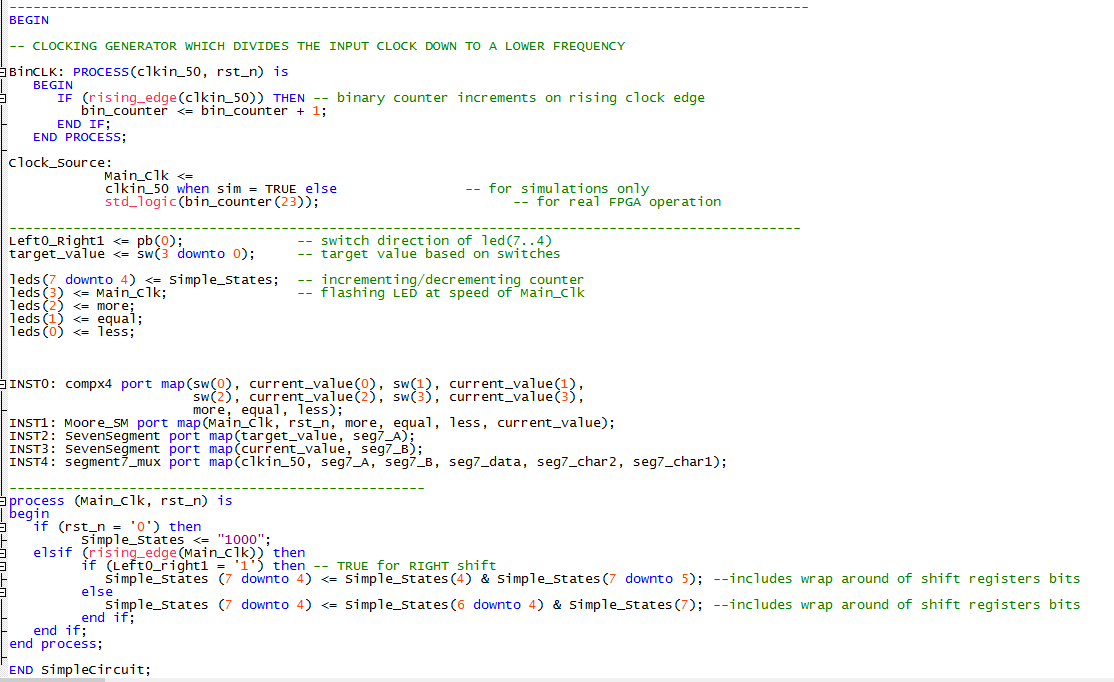 ----------------------------------------------------------------------------------------------------
BEGIN
-- CLOCKING GENERATOR WHICH DIVIDES THE INPUT CLOCK DOWN TO A LOWER FREQUENCY
BinCLK: PROCESS(clkin_50, rst_n) is
BEGIN
IF (rising_edge(clkin_50)) THEN -- binary counter increments on rising clock edge
bin_counter <= bin_counter + 1;
END IF;
END PROCESS;
Clock_Source:
Main_Clk <=
clkin_50 when sim = TRUE else -- for simulations only
std_logic(bin_counter(23)); -- for real FPGA operation
---------------------------------------------------------------------------------------------------
Left0_Right1 <= pb(0); -- switch direction of led(7..4)
target_value <= sw(3 downto 0); -- target value based on switches
leds(7 downto 4) <= Simple_States; -- incrementing/decrementing counter
leds(3) <= Main_Clk; -- flashing LED at speed of Main_Clk
leds(2) <= more;
leds(1) <= equal;
leds(0) <= less;
INST0: compx4 port map(sw(0), current_value(0), sw(1), current_value(1),
sw(2), current_value(2), sw(3), current_value(3),
more, equal, less);
INST1: Moore_SM port map(Main_Clk, rst_n, more, equal, less, current_value);
INST2: SevenSegment port map(target_value, seg7_A);
INST3: SevenSegment port map(current_value, seg7_B);
INST4: segment7_mux port map(clkin_50, seg7_A, seg7_B, seg7_data, seg7_char2, seg7_char1);
----------------------------------------------------
process (Main_Clk, rst_n) is
begin
if (rst_n = '0') then
Simple_States <= "1000";
elsif (rising_edge(Main_Clk)) then
if (Left0_right1 = '1') then -- TRUE for RIGHT shift
Simple_States (7 downto 4) <= Simple_States(4) & Simple_States(7 downto 5); --includes wrap around of shift registers bits
else
Simple_States (7 downto 4) <= Simple_States(6 downto 4) & Simple_States(7); --includes wrap around of shift registers bits
end if;
end if;
end process;
END SimpleCircuit;